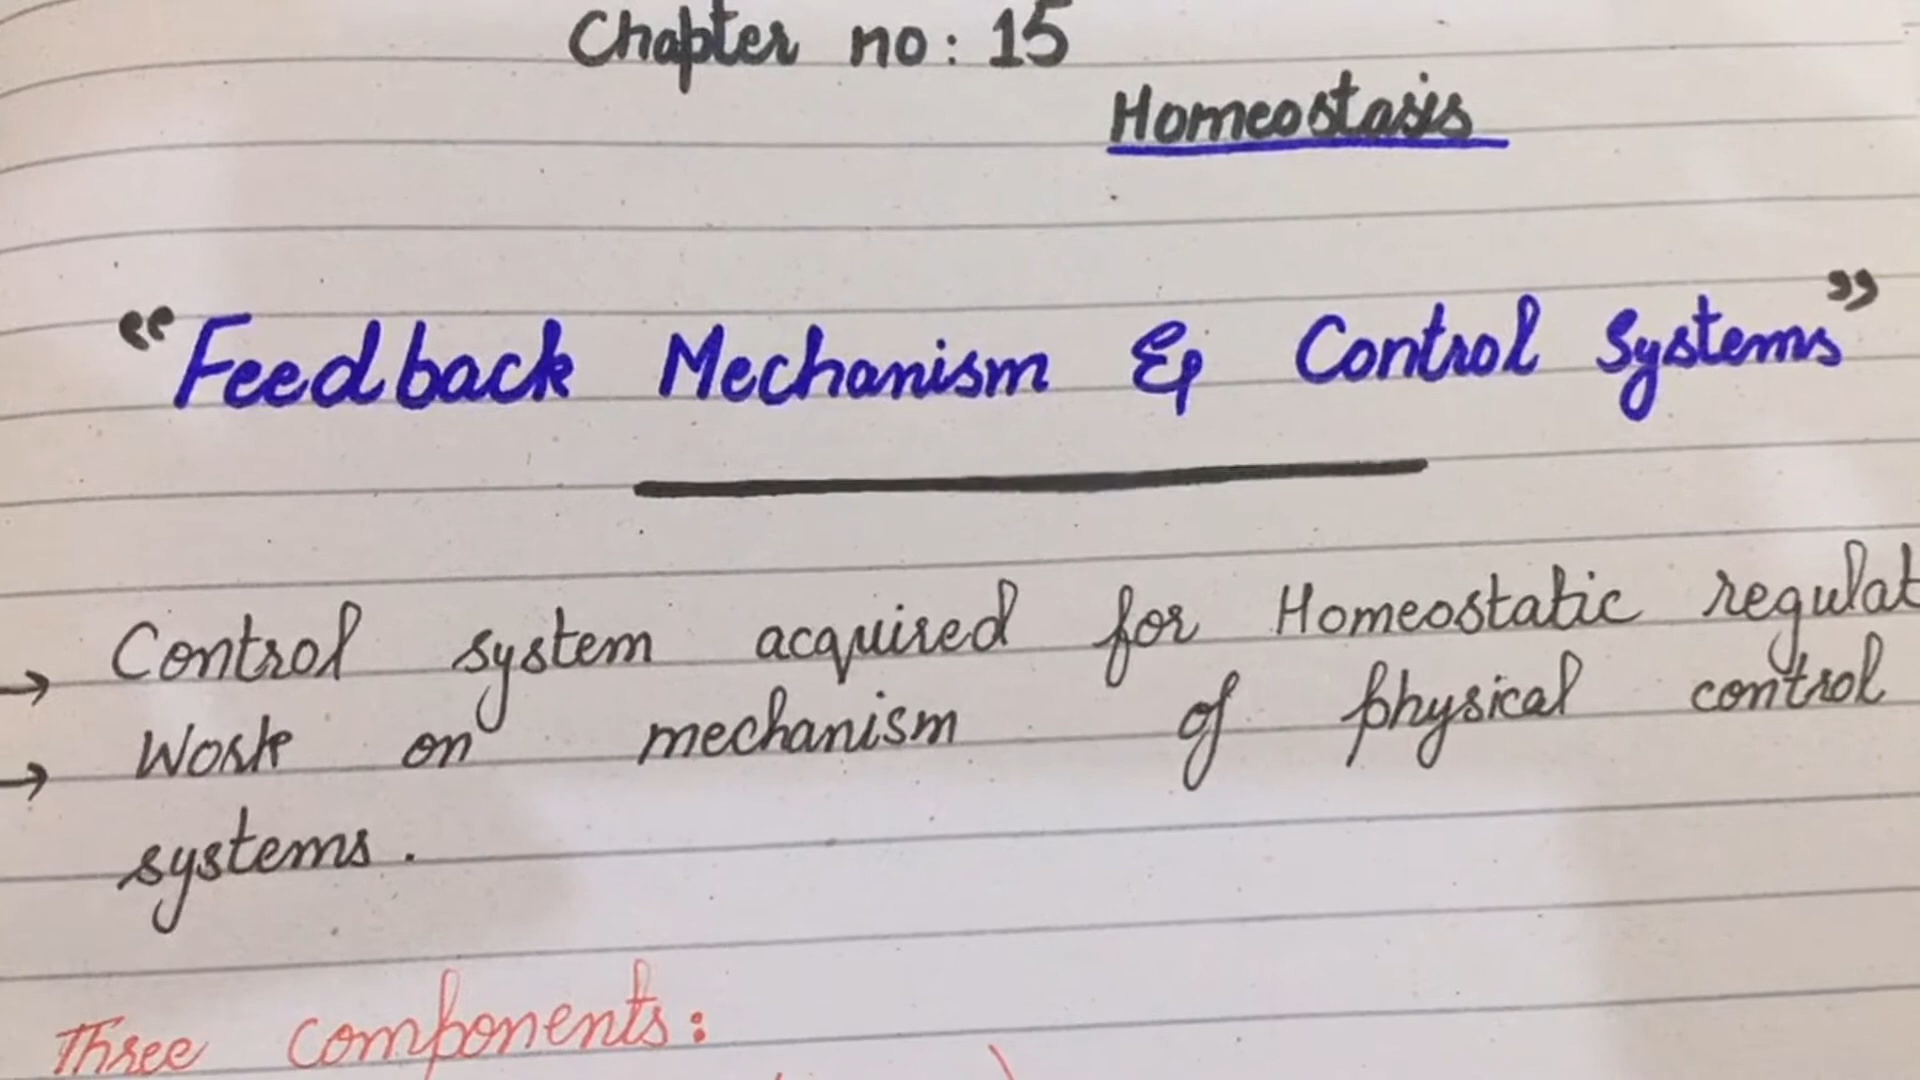 Chapter no: 15
Homeostasis
“Feedback Mechanism & Control Systems”
→ Control system acquired for Homeostatic regulat
→ Work on mechanism of physical control
systems.
Three components: